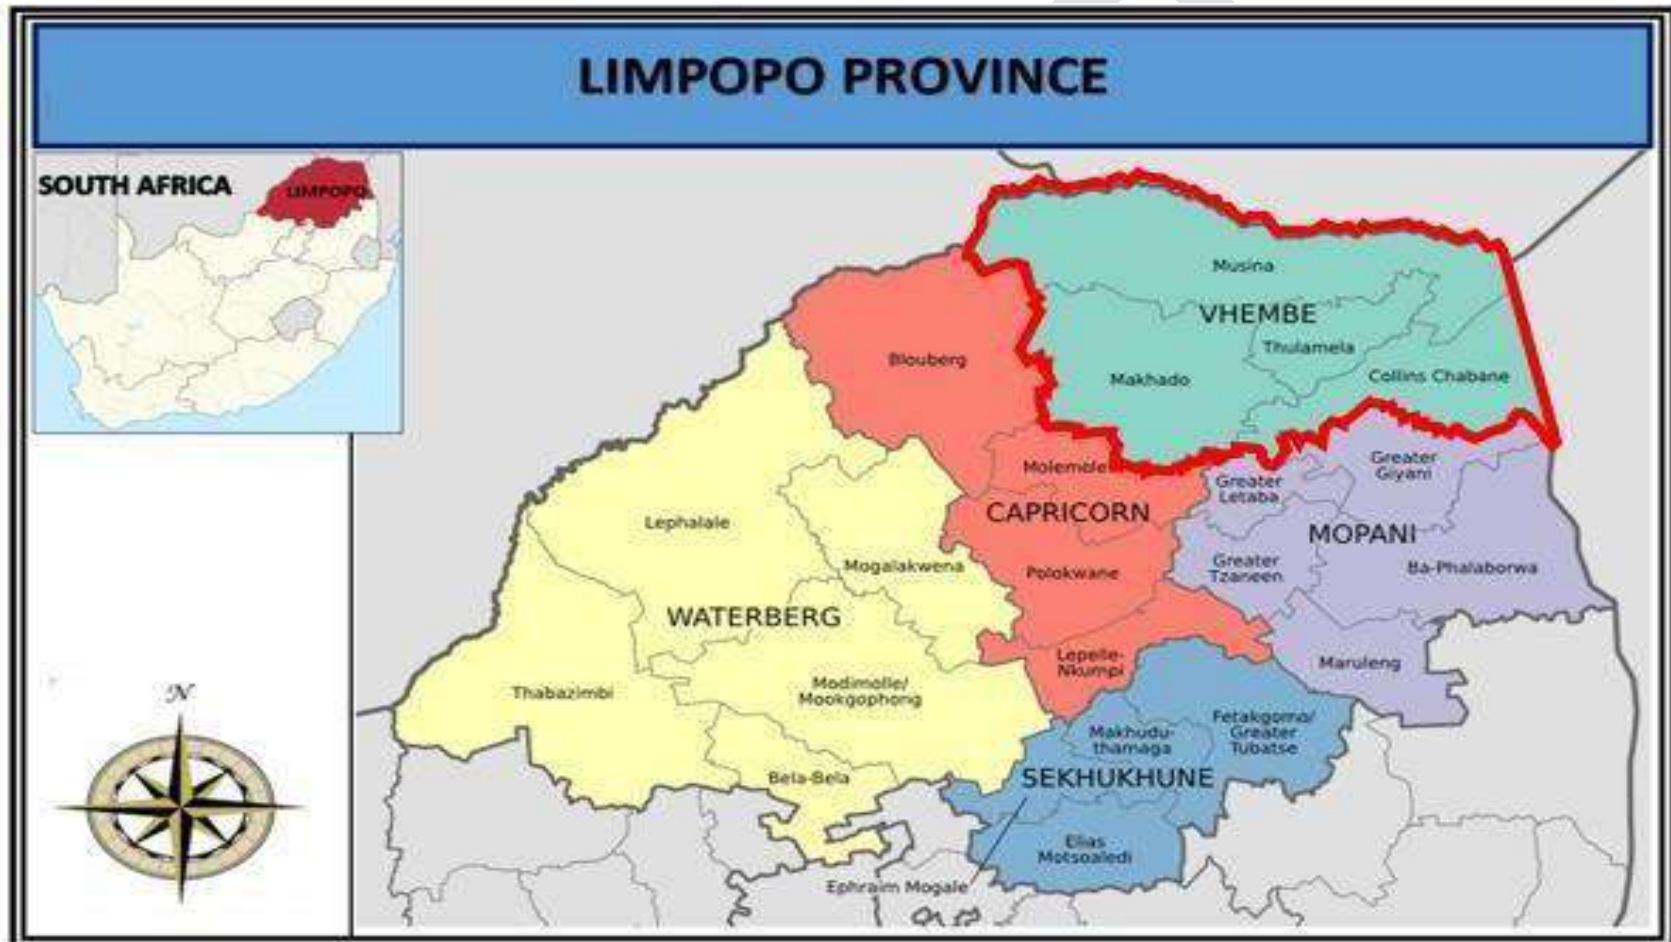 LIMPOPO PROVINCE
SOUTH AFRICA
LIMPOPO
Musina
VHEMBE
Thulamela
Makhado
Collins Chabane
Blouberg
Molemole
CAPRICORN
Polokwane
Lepelle-
Nkumpi
Greater
Giyani
Greater
Letaba
MOPANI
Greater
Tzaneen
Ba-Phalaborwa
Maruleng
Lephalale
Mogalakwena
WATERBERG
Thabazimbi
Modimolle/
Mookgophong
Bela-Bela
Fetakgomo/
Greater
Tubatse
Makhudu-
thamaga
SEKHUKHUNE
Elias
Motsoaledi
Ephraim Mogale
N